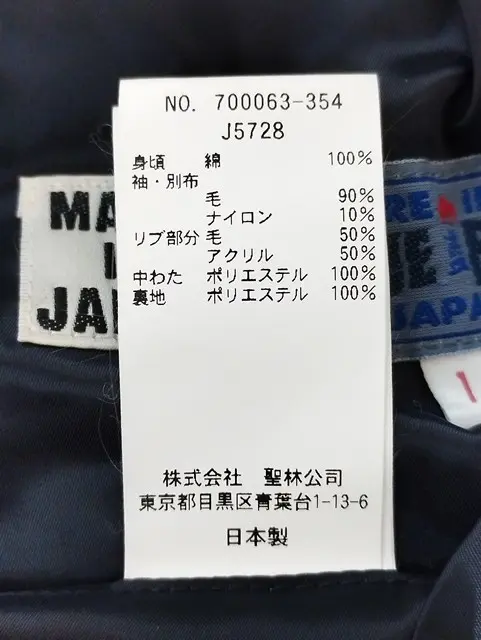 NO. 700063-354
J5728
身頃 綿 100%
袖・別布
毛 90%
ナイロン 10%
リブ部分 毛 50%
アクリル 50%
中わた ポリエステル 100%
裏地 ポリエステル 100%
株式会社 聖林公司
東京都目黒区青葉台1-13-6
日本製